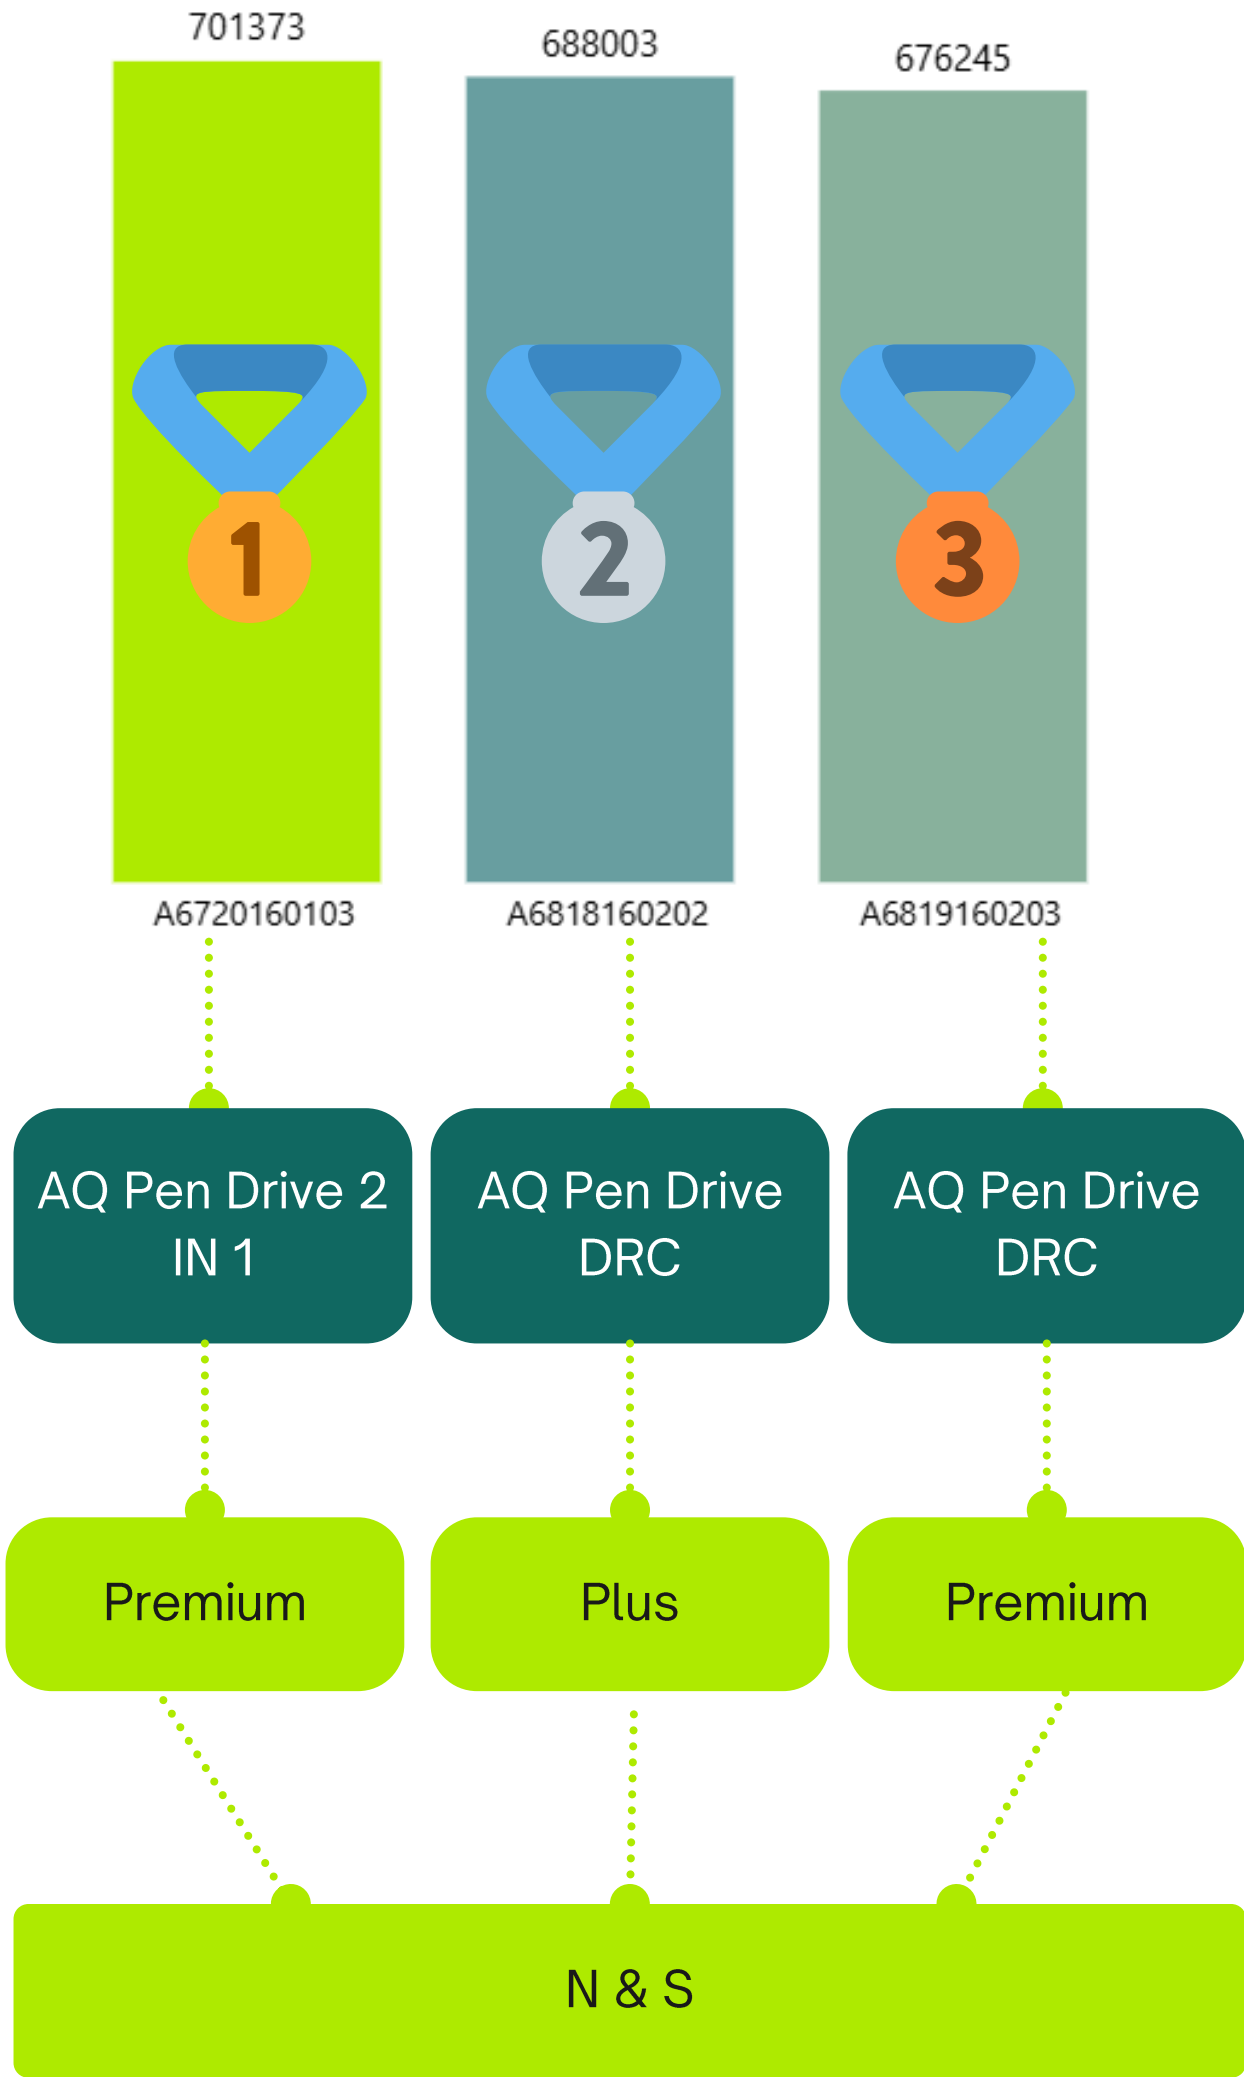 701373
688003
676245
1
2
3
A6720160103
A6818160202
A6819160203
AQ Pen Drive 2
IN 1
AQ Pen Drive
DRC
AQ Pen Drive
DRC
Premium
Plus
Premium
N & S